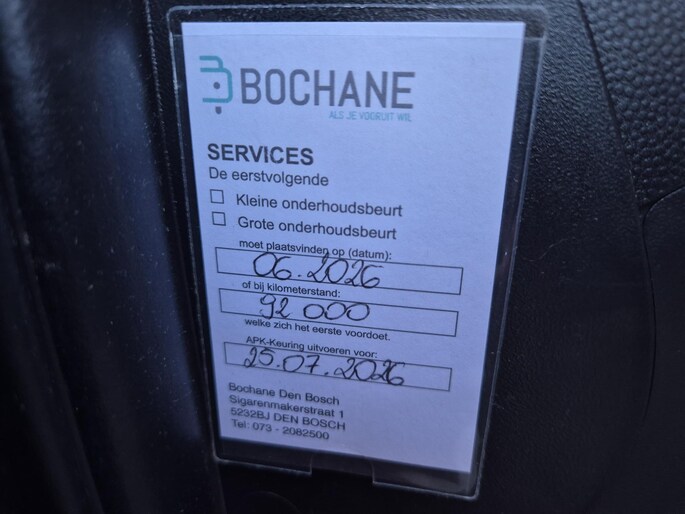 BOCHANE
ALS JE VOORUIT WIL
SERVICES
De eerstvolgende
Kleine onderhoudsbeurt
Grote onderhoudsbeurt
moet plaatsvinden op (datum):
06.2026
of bij kilometerstand:
92 000
welke zich het eerste voordoet.
APK-Keuring uitvoeren voor:
25.07.2026
Bochane Den Bosch
Sigarenmakerstraat 1
5232BJ DEN BOSCH
Tel: 073 - 2082500